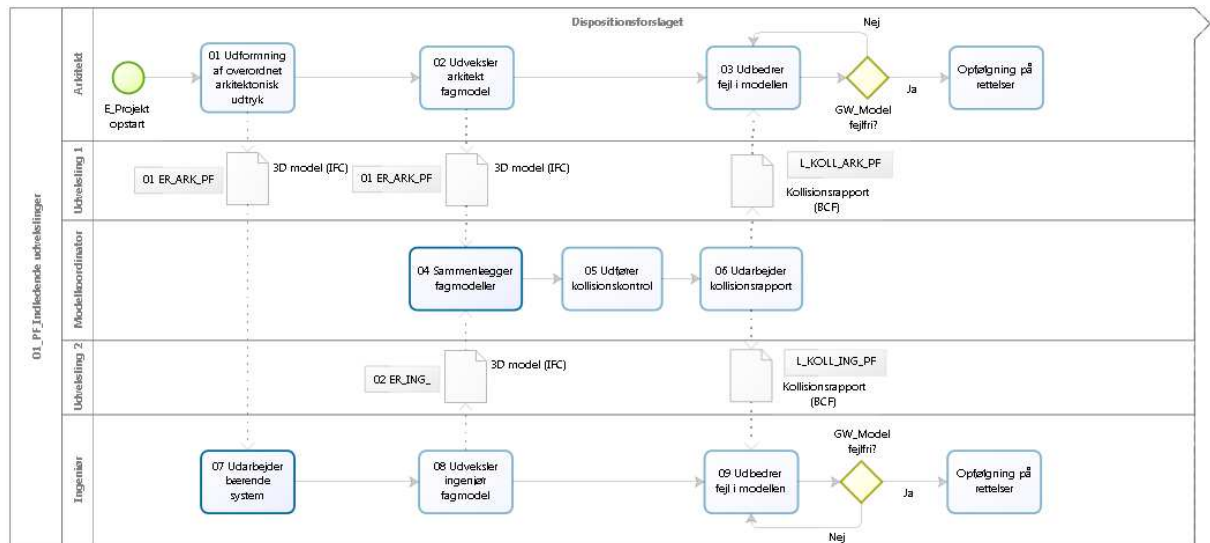 01_PF_Indledende udvekslinger
Dispositionsforslaget
Arkitekt
E_Projekt
opstart
01 Udformning
af overordnet
arkitektonisk
udtryk
02 Udveksler
arkitekt
fagmodel
03 Udbedrer
fejl i modellen
Nej
GW_Model
fejlfri?
Ja
Opfølgning på
rettelser
Udveksling 1
01 ER_ARK_PF
3D model (IFC)
01 ER_ARK_PF
3D model (IFC)
L_KOLL_ARK_PF
Kollisionsrapport
(BCF)
Modelkoordinator
04 Sammenlægger
fagmodeller
05 Udfører
kollisionskontrol
06 Udarbejder
kollisionsrapport
Udveksling 2
02 ER_ING_
3D model (IFC)
L_KOLL_ING_PF
Kollisionsrapport
(BCF)
Ingeniør
07 Udarbejder
bærende
system
08 Udveksler
ingeniør
fagmodel
09 Udbedrer
fejl i modellen
GW_Model
fejlfri?
Ja
Nej
Opfølgning på
rettelser